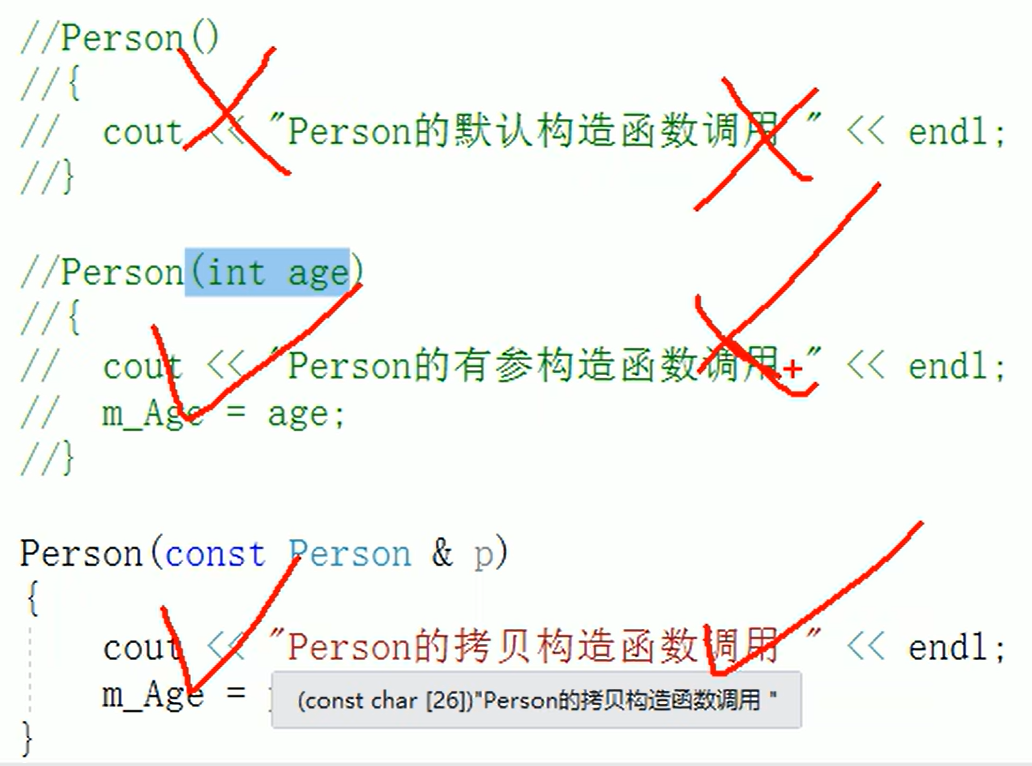 //Person()
//{
//  cout << "Person的默认构造函数调用 " << endl;
//}
//Person(int age)
//{
//  cout << "Person的有参构造函数调用 " << endl;
//  m_Age = age;
//}
Person(const Person & p)
{
cout << "Person的拷贝构造函数调用 " << endl;
m_Age =
(const char [26])"Person的拷贝构造函数调用 "
}